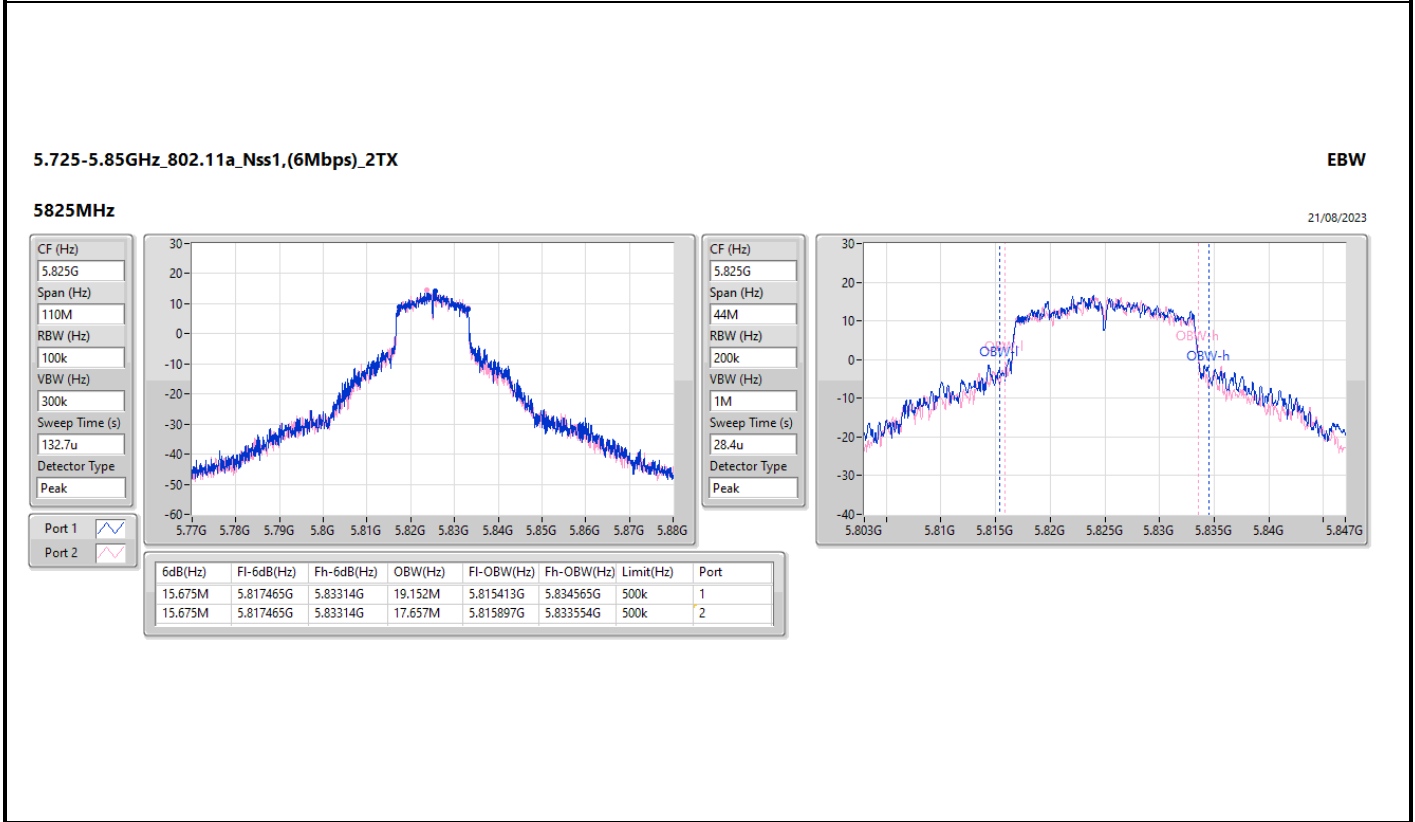 5.725-5.85GHz_802.11a_Nss1,(6Mbps)_2TX
EBW
5825MHz
21/08/2023
CF (Hz)
5.825G
Span (Hz)
110M
RBW (Hz)
100k
VBW (Hz)
300k
Sweep Time (s)
132.7u
Detector Type
Peak
Port 1
Port 2
30
20
10
0
-10
-20
-30
-40
-50
-60
5.77G 5.78G 5.79G 5.8G 5.81G 5.82G 5.83G 5.84G 5.85G 5.86G 5.87G 5.88G
CF (Hz)
5.825G
Span (Hz)
44M
RBW (Hz)
200k
VBW (Hz)
1M
Sweep Time (s)
28.4u
Detector Type
Peak
30
20
10
0
-10
-20
-30
-40
OBW-l
OBW-l
OBW-h
OBW-h
5.803G 5.81G 5.815G 5.82G 5.825G 5.83G 5.835G 5.84G 5.847G
6dB(Hz) Fl-6dB(Hz) Fh-6dB(Hz) OBW(Hz) Fl-OBW(Hz) Fh-OBW(Hz) Limit(Hz) Port
15.675M 5.817465G 5.83314G 19.152M 5.815413G 5.834565G 500k 1
15.675M 5.817465G 5.83314G 17.657M 5.815897G 5.833554G 500k 2